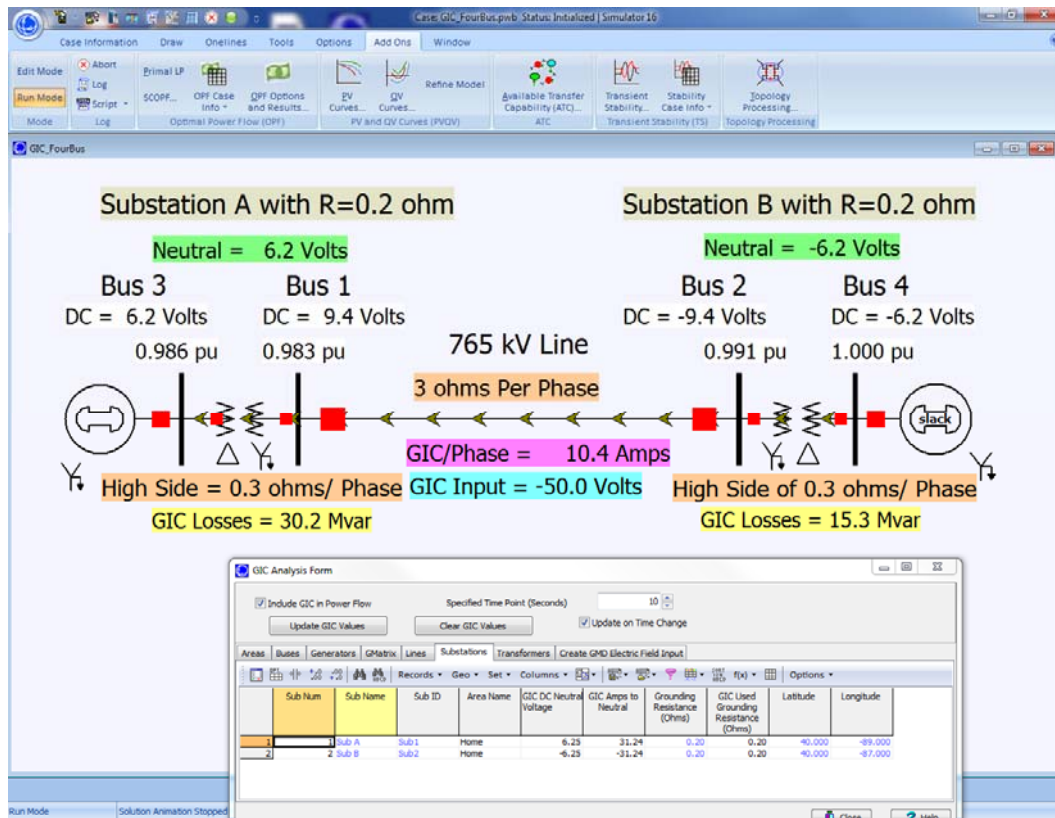 Case: GIC_FourBus.pwb Status: Initialized | Simulator 16
Case Information Draw Onelines Tools Options Add Ons Window
Edit Mode
Run Mode
Mode
Abort
Log
Script
Log
Primal LP
SCOPF...
OPF Case Info
OPF Options and Results...
Optimal Power Flow (OPF)
PV Curves...
QV Curves...
Refine Model
PV and QV Curves (PVQV)
Available Transfer Capability (ATC)...
ATC
Transient Stability...
Stability Case Info
Transient Stability (TS)
Topology Processing...
Topology Processing
GIC_FourBus
Substation A with R=0.2 ohm Substation B with R=0.2 ohm
Neutral = 6.2 Volts Neutral = -6.2 Volts
Bus 3 Bus 1 Bus 2 Bus 4
DC = 6.2 Volts DC = 9.4 Volts DC = -9.4 Volts DC = -6.2 Volts
0.986 pu 0.983 pu 765 kV Line 0.991 pu 1.000 pu
3 ohms Per Phase
slack
GIC/Phase = 10.4 Amps
High Side = 0.3 ohms/ Phase GIC Input = -50.0 Volts High Side of 0.3 ohms/ Phase
GIC Losses = 30.2 Mvar GIC Losses = 15.3 Mvar
GIC Analysis Form
Include GIC in Power Flow Specified Time Point (Seconds) 10
Update GIC Values Clear GIC Values Update on Time Change
Areas Buses Generators GMatrix Lines Substations Transformers Create GMD Electric Field Input
Records Geo Set Columns f(x) Options
Sub Num Sub Name Sub ID Area Name GIC DC Neutral Voltage GIC Amps to Neutral Grounding Resistance (Ohms) GIC Used Grounding Resistance (Ohms) Latitude Longitude
1 1 Sub A Sub1 Home 6.25 31.24 0.20 0.20 40.000 -89.000
2 2 Sub B Sub2 Home -6.25 -31.24 0.20 0.20 40.000 -87.000
Close Help
Run Mode Solution Animation Stopped